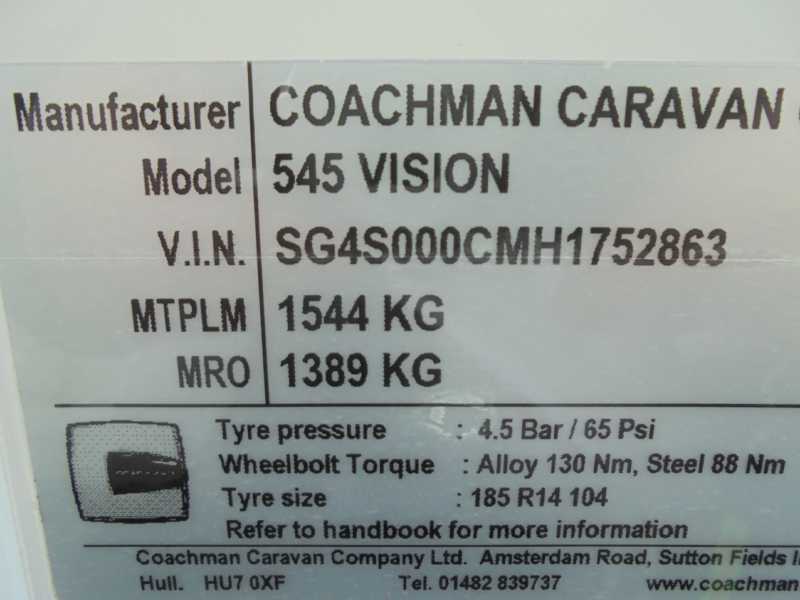 Manufacturer COACHMAN CARAVAN
Model 545 VISION
V.I.N. SG4S000CMH1752863
MTPLM 1544 KG
MRO 1389 KG
Tyre pressure : 4.5 Bar / 65 Psi
Wheelbolt Torque : Alloy 130 Nm, Steel 88 Nm
Tyre size : 185 R14 104
Refer to handbook for more information
Coachman Caravan Company Ltd. Amsterdam Road, Sutton Fields
Hull. HU7 0XF Tel. 01482 839737 www.coachman